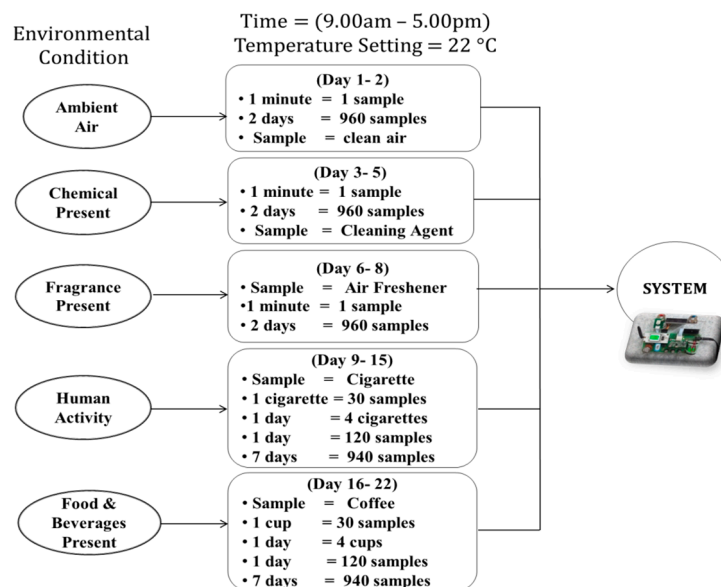 Environmental
Condition
Time = (9.00am – 5.00pm)
Temperature Setting = 22 °C
Ambient
Air
(Day 1- 2)
• 1 minute = 1 sample
• 2 days = 960 samples
• Sample = clean air
Chemical
Present
(Day 3- 5)
• 1 minute = 1 sample
• 2 days = 960 samples
• Sample = Cleaning Agent
Fragrance
Present
(Day 6- 8)
• Sample = Air Freshener
•1 minute = 1 sample
• 2 days = 960 samples
SYSTEM
Human
Activity
(Day 9- 15)
• Sample = Cigarette
• 1 cigarette = 30 samples
• 1 day = 4 cigarettes
• 1 day = 120 samples
• 7 days = 940 samples
Food &
Beverages
Present
(Day 16- 22)
• Sample = Coffee
• 1 cup = 30 samples
• 1 day = 4 cups
• 1 day = 120 samples
• 7 days = 940 samples